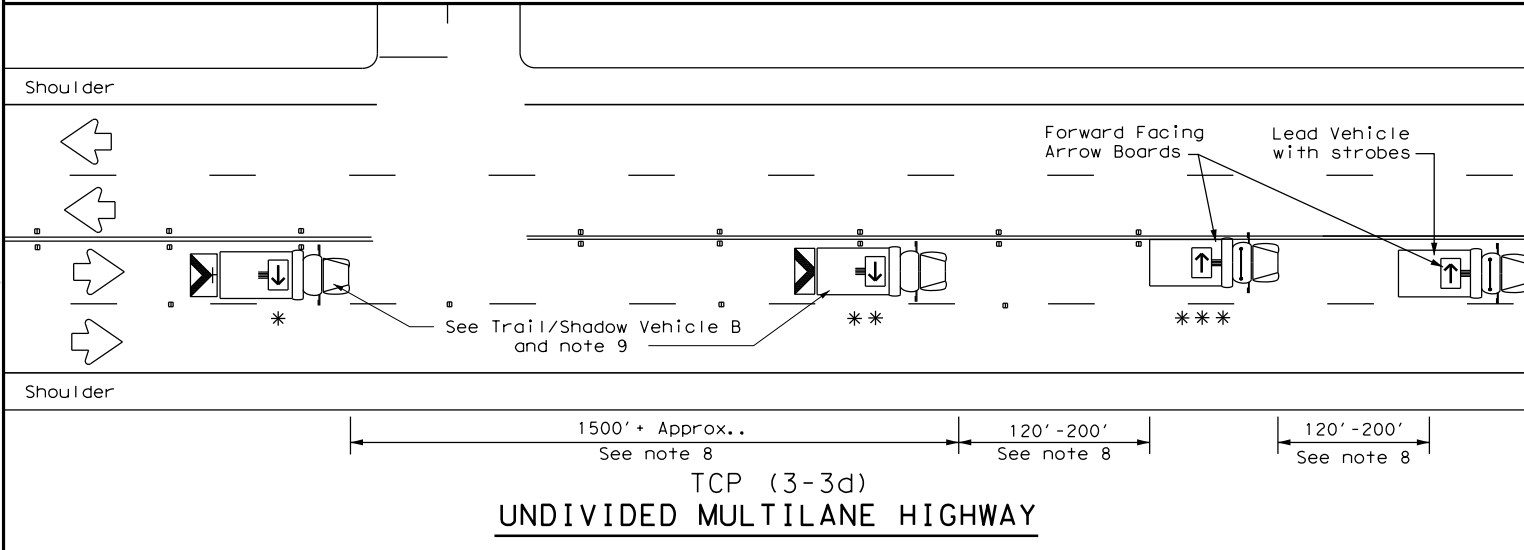 Shoulder
Forward Facing
Arrow Boards
Lead Vehicle
with strobes
*
* *
* * *
See Trail/Shadow Vehicle B
and note 9
Shoulder
1500'+ Approx..
See note 8
120'-200'
See note 8
120'-200'
See note 8
TCP (3-3d)
UNDIVIDED MULTILANE HIGHWAY